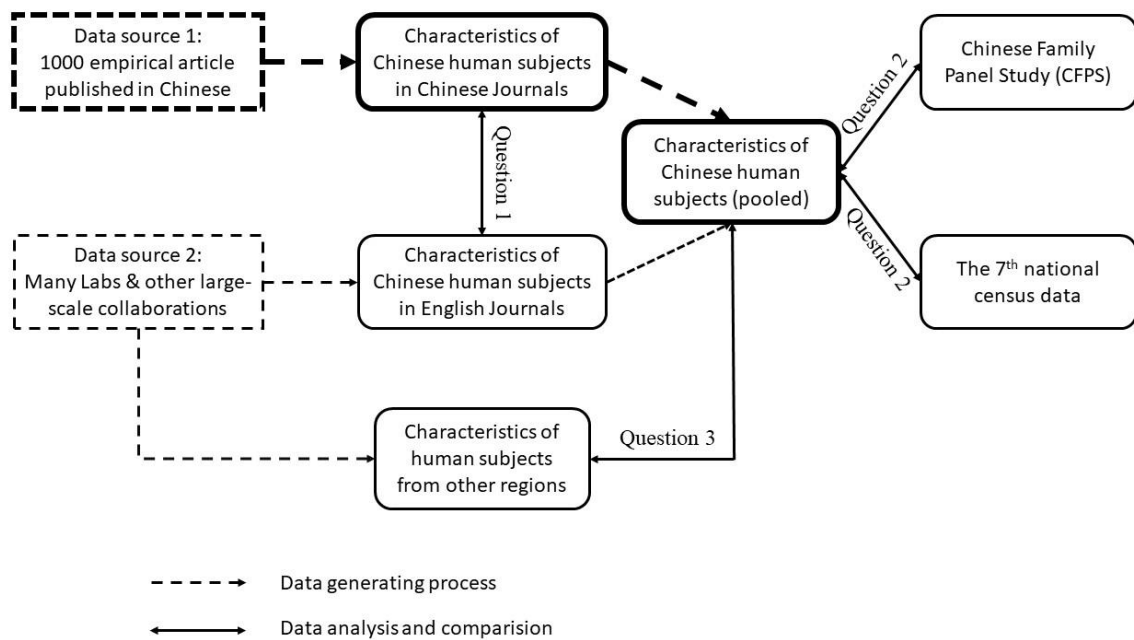 Data source 1:
1000 empirical article
published in Chinese
Characteristics of
Chinese human subjects
in Chinese Journals
Question 2
Chinese Family
Panel Study (CFPS)
Question 1
Characteristics of
Chinese human
subjects (pooled)
Data source 2:
Many Labs & other large-
scale collaborations
Characteristics of
Chinese human subjects
in English Journals
Question 2
The 7th national
census data
Characteristics of
human subjects
from other regions
Question 3
Data generating process
Data analysis and comparision